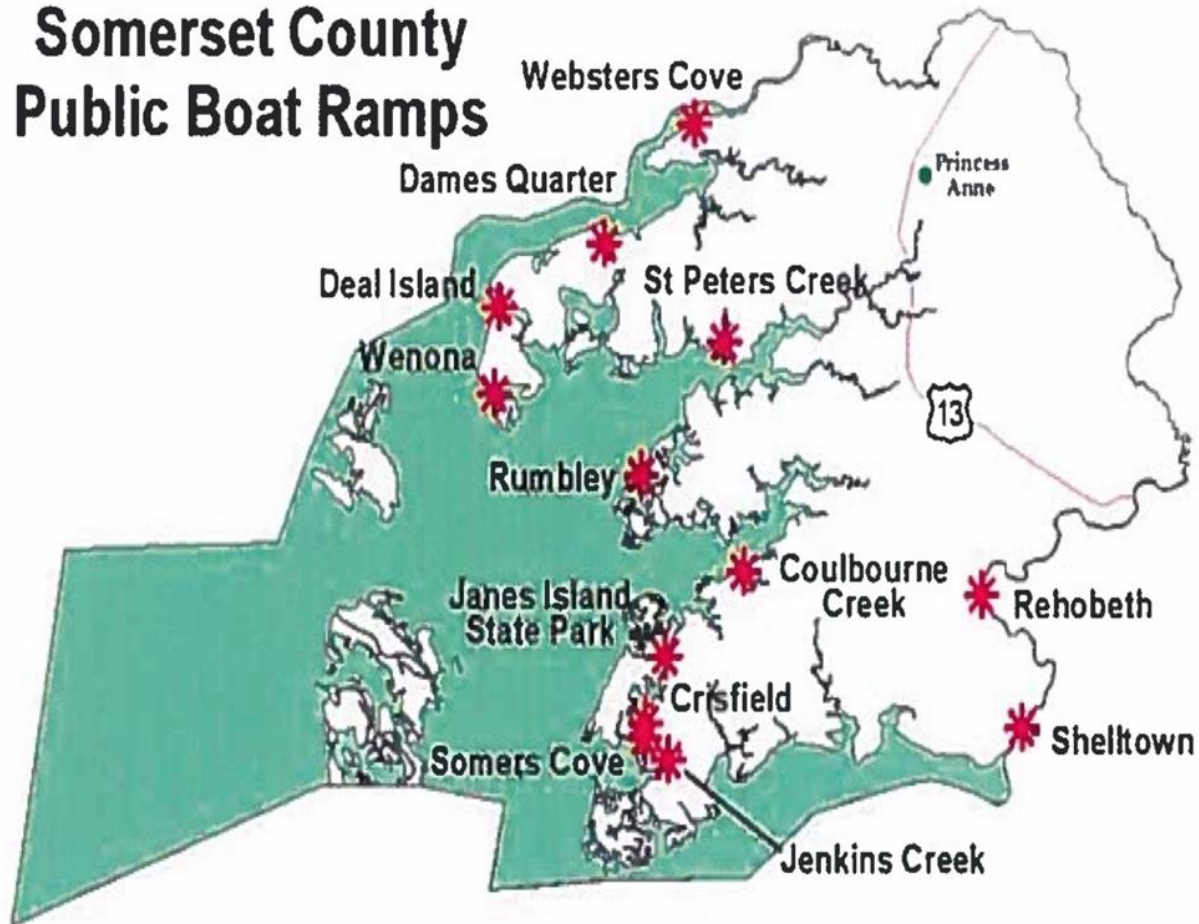 Somerset County
Public Boat Ramps
Websters Cove
Princess
Anne
Dames Quarter
Deal Island
St Peters Creek
Wenona
13
Rumbley
Coulbourne
Creek
Janes Island
State Park
Rehobeth
Crisfield
Shelltown
Somers Cove
Jenkins Creek